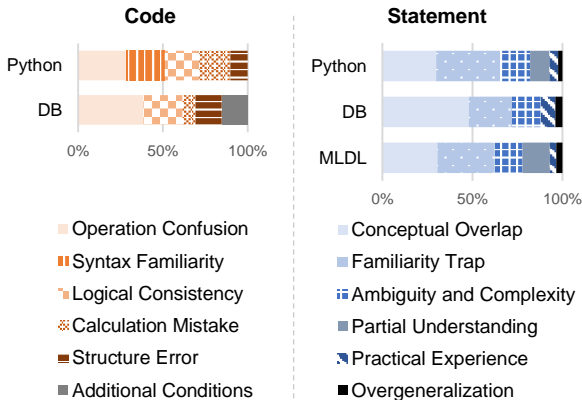 Code
Python
DB
0% 50% 100%
Operation Confusion
Syntax Familiarity
Logical Consistency
Calculation Mistake
Structure Error
Additional Conditions
Statement
Python
DB
MLDL
0% 50% 100%
Conceptual Overlap
Familiarity Trap
Ambiguity and Complexity
Partial Understanding
Practical Experience
Overgeneralization